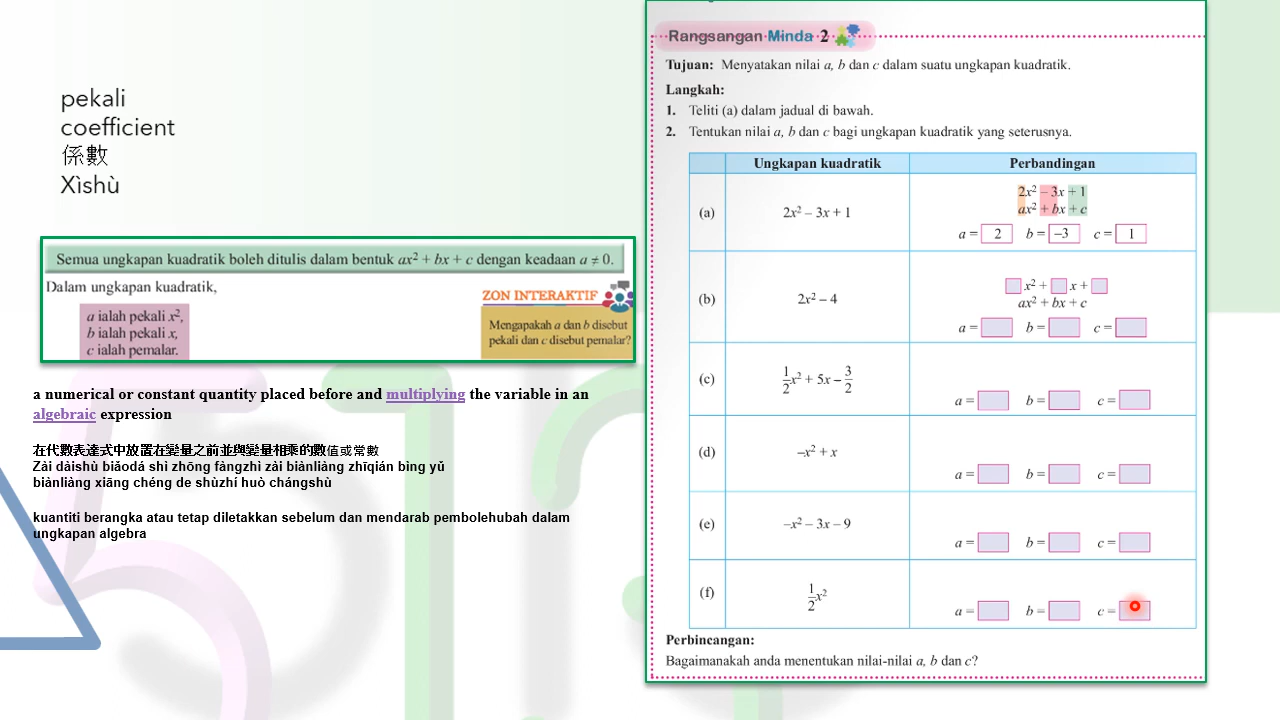 pekali
coefficient
係數
Xìshù
Semua ungkapan kuadratik boleh ditulis dalam bentuk ax² + bx + c dengan keadaan a ≠ 0.
Dalam ungkapan kuadratik,
a ialah pekali x²,
b ialah pekali x,
c ialah pemalar.
ZON INTERAKTIF
Mengapakah a dan b disebut
pekali dan c disebut pemalar?
a numerical or constant quantity placed before and multiplying the variable in an
algebraic expression
在代數表達式中放置在變量之前並與變量相乘的數值或常數
Zài dàishù biǎodá shì zhōng fàngzhì zài biànliàng zhīqián bìng yǔ
biànliàng xiāng chéng de shùzhí huò chángshù
kuantiti berangka atau tetap diletakkan sebelum dan mendarab pembolehubah dalam
ungkapan algebra
Rangsangan Minda 2
Tujuan: Menyatakan nilai a, b dan c dalam suatu ungkapan kuadratik.
Langkah:
1. Teliti (a) dalam jadual di bawah.
2. Tentukan nilai a, b dan c bagi ungkapan kuadratik yang seterusnya.
Ungkapan kuadratik Perbandingan
(a) 2x² – 3x + 1
2x² – 3x + 1
ax² + bx + c
a = 2 b = –3 c = 1
(b) 2x² – 4
x² + x +
ax² + bx + c
a = b = c =
(c) 1/2 x² + 5x – 3/2
a = b = c =
(d) –x² + x
a = b = c =
(e) –x² – 3x – 9
a = b = c =
(f) 1/2 x²
a = b = c =
Perbincangan:
Bagaimanakah anda menentukan nilai-nilai a, b dan c?